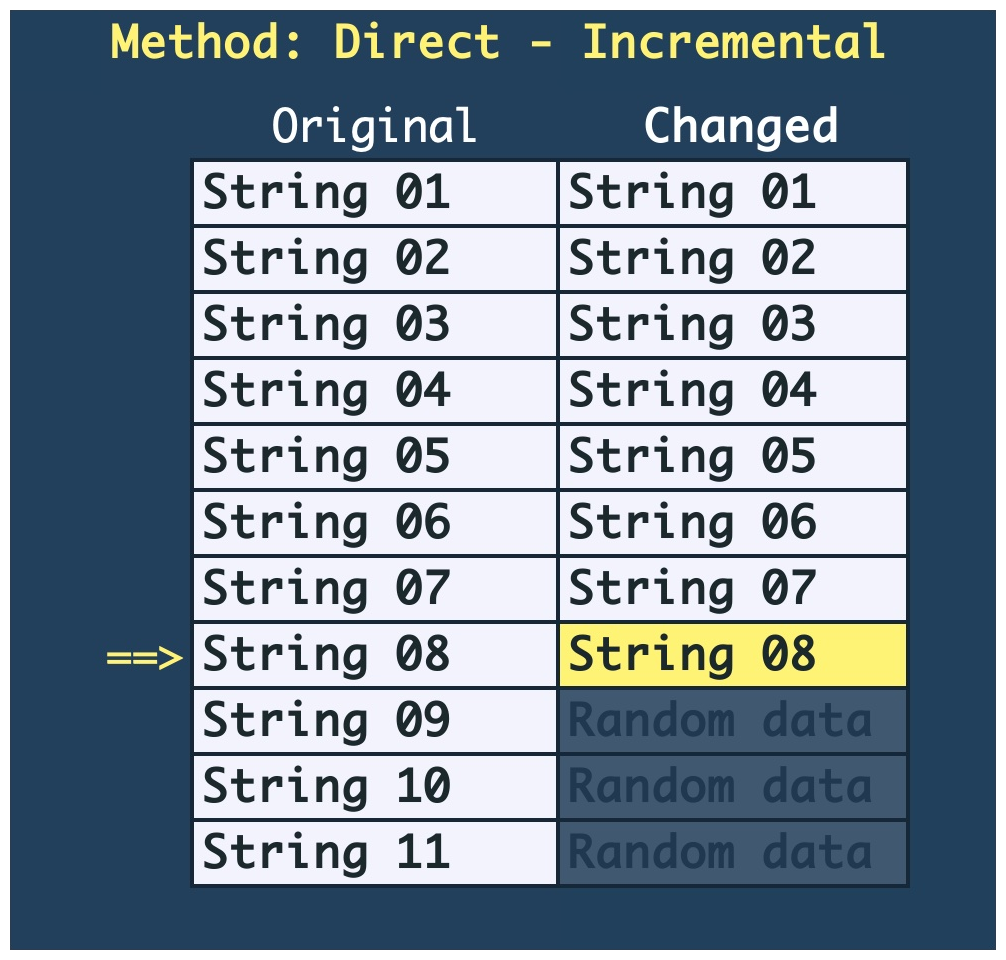 Method: Direct - Incremental
Original Changed
String 01 String 01
String 02 String 02
String 03 String 03
String 04 String 04
String 05 String 05
String 06 String 06
String 07 String 07
==> String 08 String 08
String 09 Random data
String 10 Random data
String 11 Random data